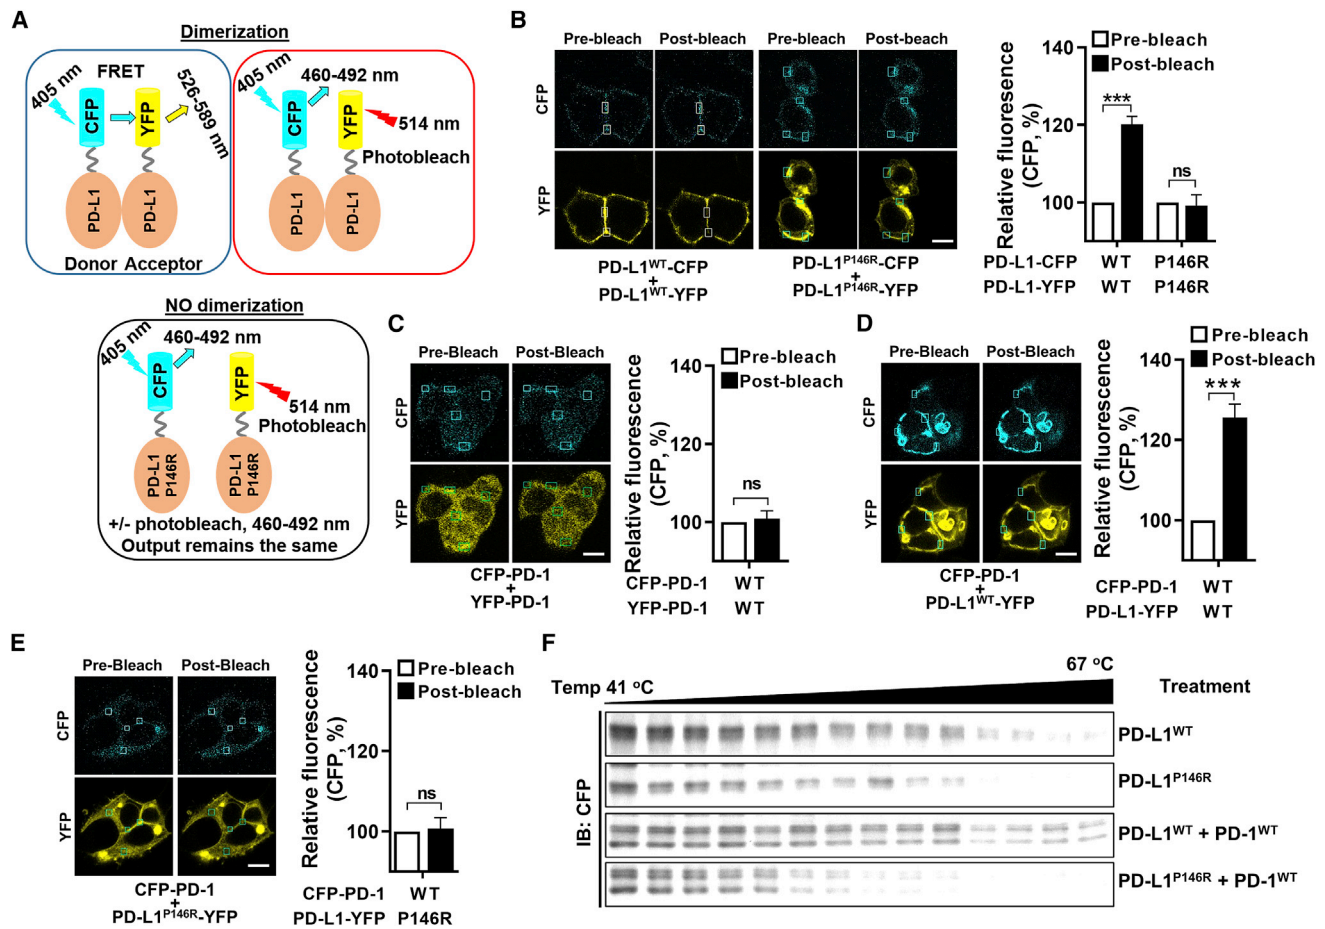 A
Dimerization
FRET
405 nm
CFP
YFP
526-589 nm
PD-L1
PD-L1
Donor Acceptor
405 nm
460-492 nm
CFP
YFP
514 nm
Photobleach
PD-L1
PD-L1
NO dimerization
405 nm
460-492 nm
CFP
YFP
514 nm
Photobleach
PD-L1
P146R
PD-L1
P146R
+/- photobleach, 460-492 nm
Output remains the same
B
Pre-bleach Post-bleach Pre-bleach Post-beach
CFP
YFP
PD-L1WT-CFP
+
PD-L1WT-YFP
PD-L1P146R-CFP
+
PD-L1P146R-YFP
Relative fluorescence
(CFP, %)
140
120
100
Pre-bleach
Post-bleach
***
ns
PD-L1-CFP WT P146R
PD-L1-YFP WT P146R
C
Pre-Bleach Post-Bleach
CFP
YFP
CFP-PD-1
+
YFP-PD-1
Relative fluorescence
(CFP, %)
140
120
100
Pre-bleach
Post-bleach
ns
CFP-PD-1 WT
YFP-PD-1 WT
D
Pre-Bleach Post-Bleach
CFP
YFP
CFP-PD-1
+
PD-L1WT-YFP
Relative fluorescence
(CFP, %)
140
120
100
Pre-bleach
Post-bleach
***
CFP-PD-1 WT
PD-L1-YFP WT
E
Pre-Bleach Post-Bleach
CFP
YFP
CFP-PD-1
+
PD-L1P146R-YFP
Relative fluorescence
(CFP, %)
140
120
100
Pre-bleach
Post-bleach
ns
CFP-PD-1 WT
PD-L1-YFP P146R
F
Temp 41 oC
67 oC
Treatment
IB: CFP
PD-L1WT
PD-L1P146R
PD-L1WT + PD-1WT
PD-L1P146R + PD-1WT